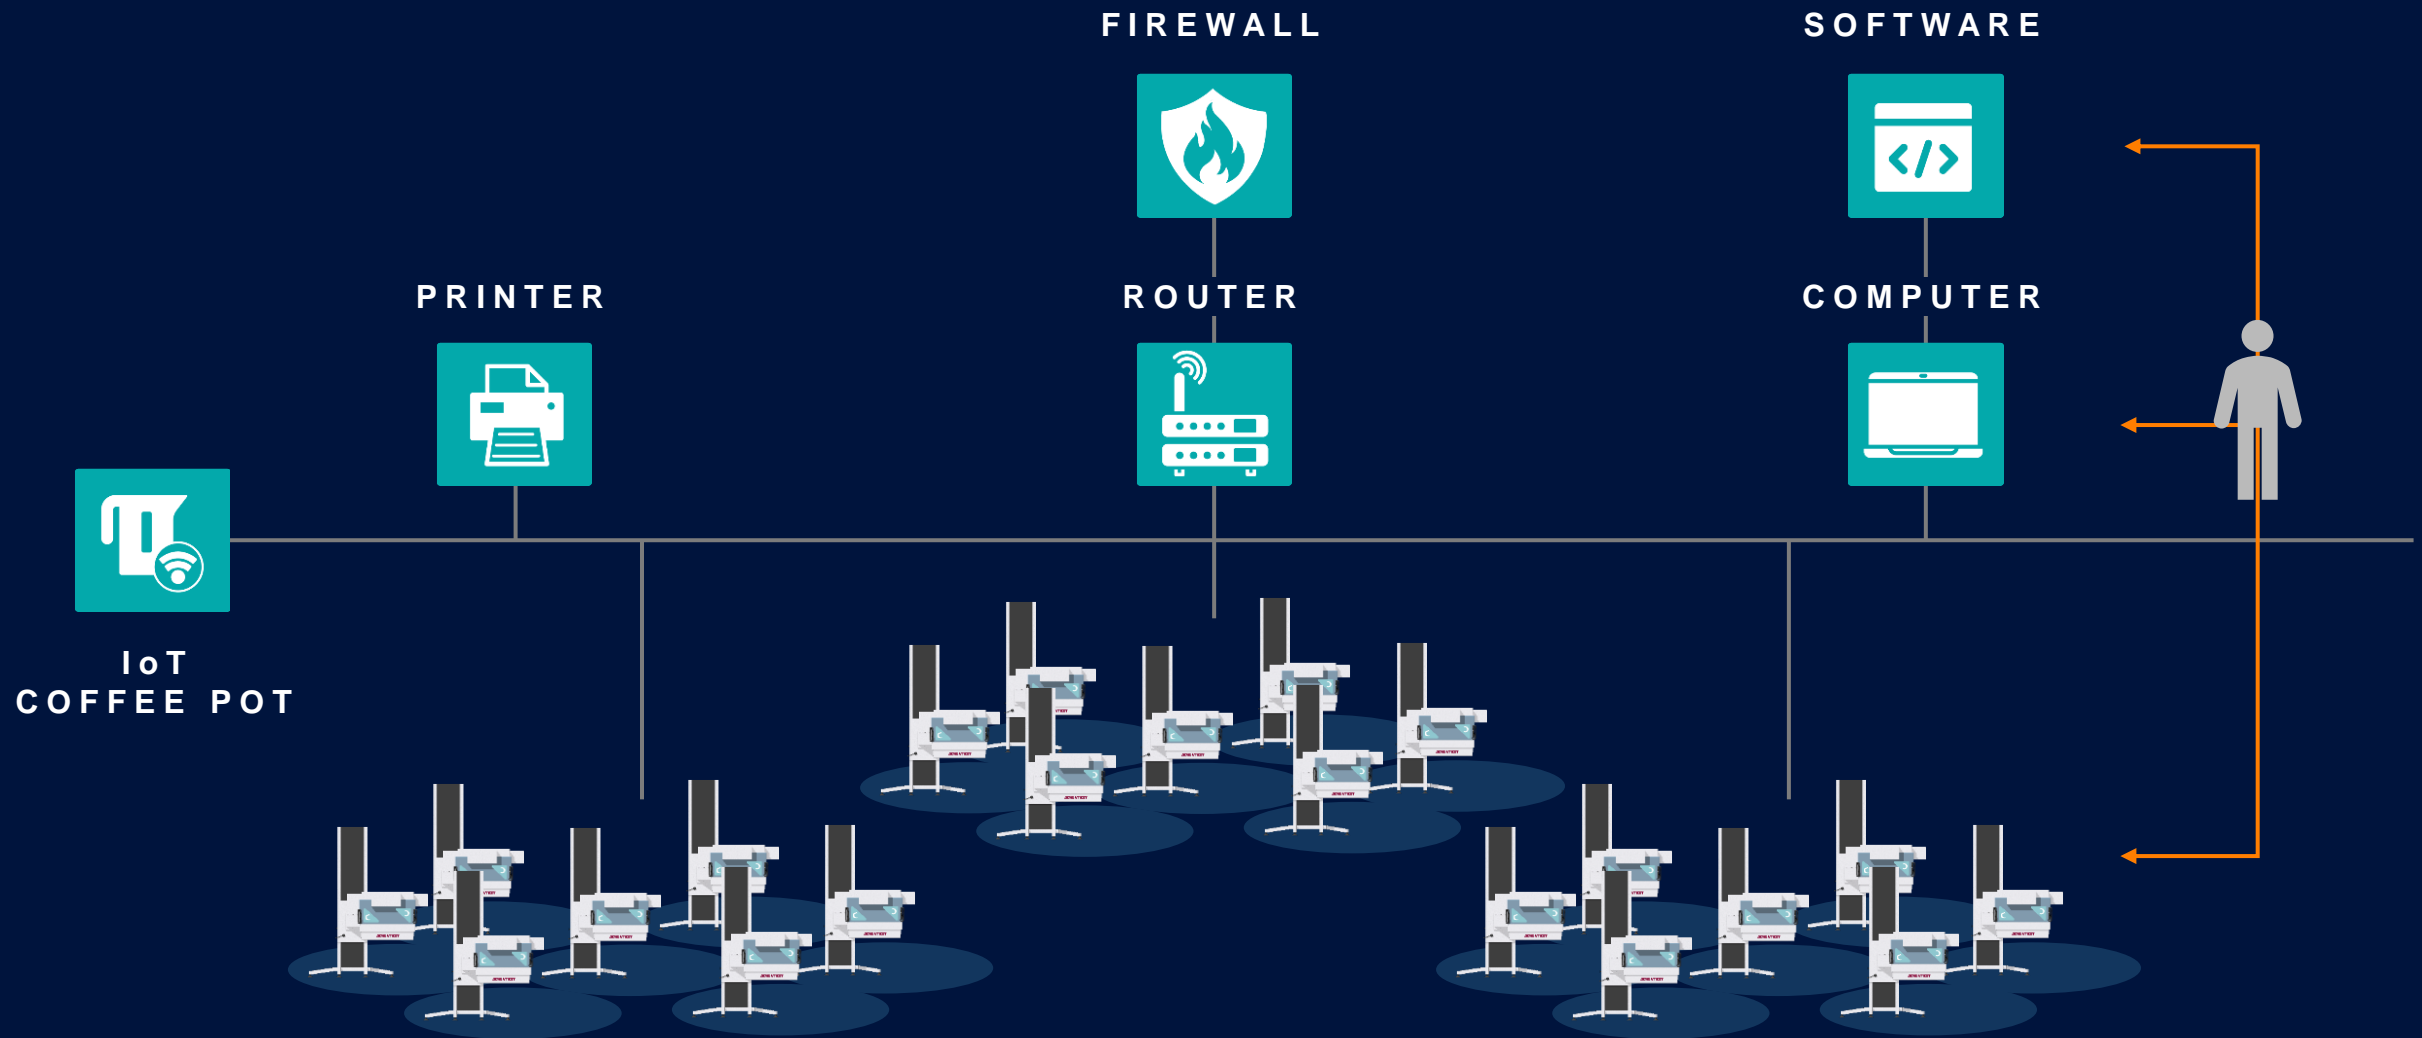 FIREWALL
SOFTWARE
PRINTER
ROUTER
COMPUTER
IoT
COFFEE POT